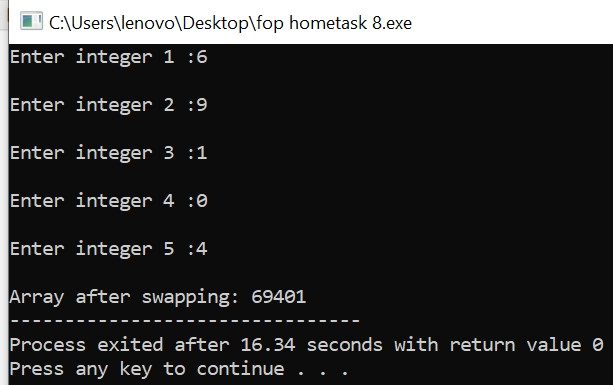 C:\Users\lenovo\Desktop\fop hometask 8.exe
Enter integer 1 :6
Enter integer 2 :9
Enter integer 3 :1
Enter integer 4 :0
Enter integer 5 :4
Array after swapping: 69401
--------------------------------
Process exited after 16.34 seconds with return value 0
Press any key to continue . . .